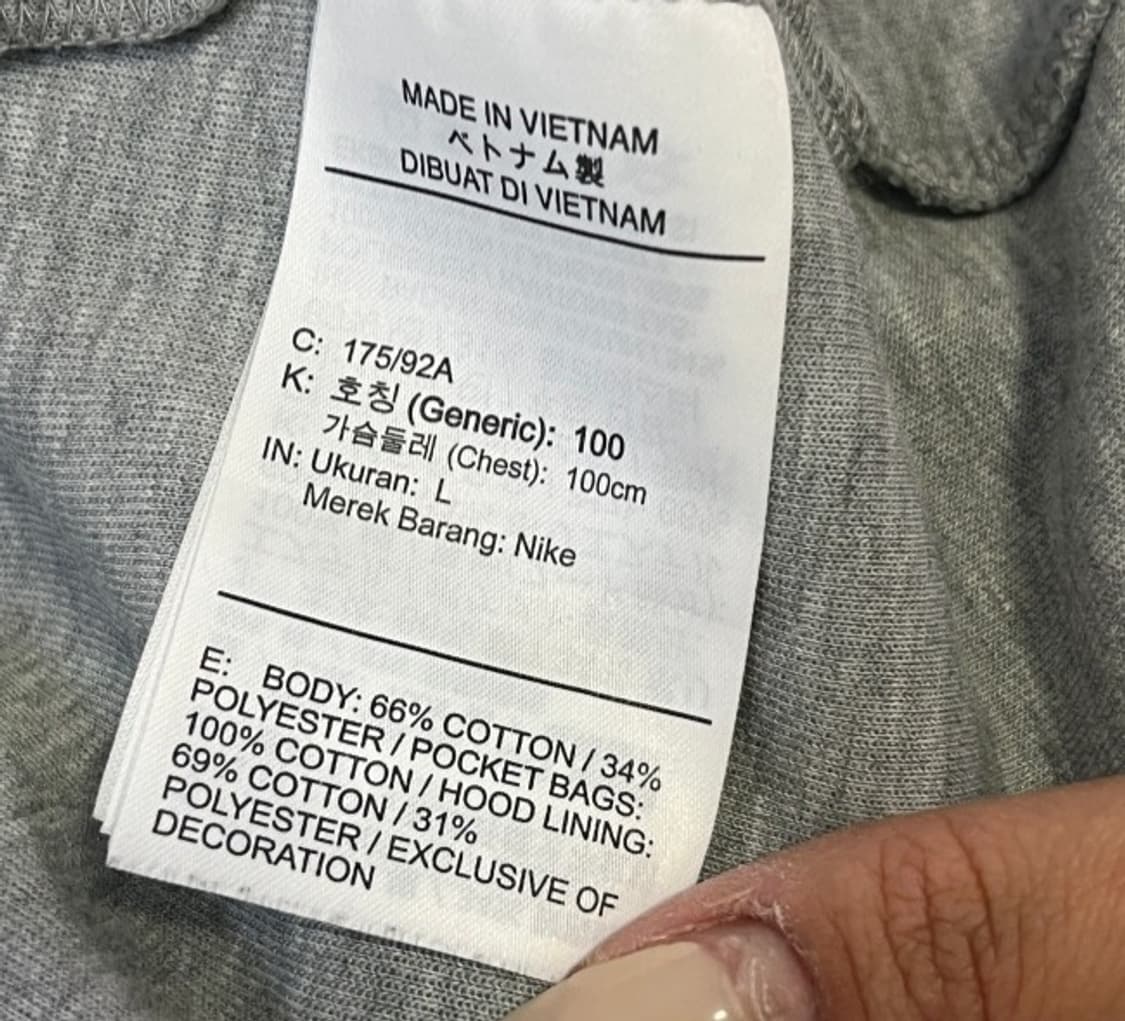 MADE IN VIETNAM
ベトナム製
DIBUAT DI VIETNAM
C: 175/92A
K: 호칭 (Generic): 100
가슴둘레 (Chest): 100cm
IN: Ukuran: L
Merek Barang: Nike
E: BODY: 66% COTTON / 34%
POLYESTER / POCKET BAGS:
100% COTTON / HOOD LINING:
69% COTTON / 31%
POLYESTER / EXCLUSIVE OF
DECORATION